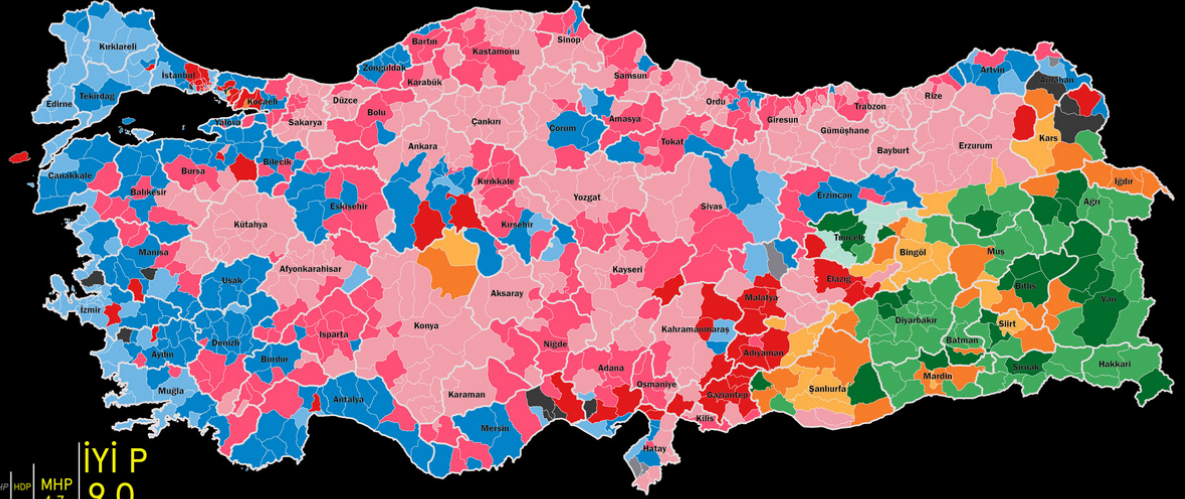 Kırklareli
Edirne
Tekirdağ
İstanbul
Kocaeli
Yalova
Sakarya
Düzce
Bolu
Zonguldak
Bartın
Karabük
Kastamonu
Sinop
Samsun
Çankırı
Çorum
Amasya
Tokat
Ordu
Giresun
Trabzon
Gümüşhane
Rize
Bayburt
Artvin
Ardahan
Kars
Erzurum
Iğdır
Ağrı
Çanakkale
Balıkesir
Bursa
Bilecik
Eskişehir
Ankara
Kırıkkale
Kırşehir
Yozgat
Sivas
Erzincan
Tunceli
Bingöl
Muş
Kütahya
Manisa
Uşak
Afyonkarahisar
İzmir
Aydın
Denizli
Burdur
Isparta
Muğla
Antalya
Konya
Aksaray
Karaman
Mersin
Niğde
Kayseri
Adana
Osmaniye
Kahramanmaraş
Malatya
Elazığ
Adıyaman
Gaziantep
Kilis
Hatay
Şanlıurfa
Diyarbakır
Batman
Mardin
Siirt
Bitlis
Van
Şırnak
Hakkari
İYİ P
9.0
HDP
MHP